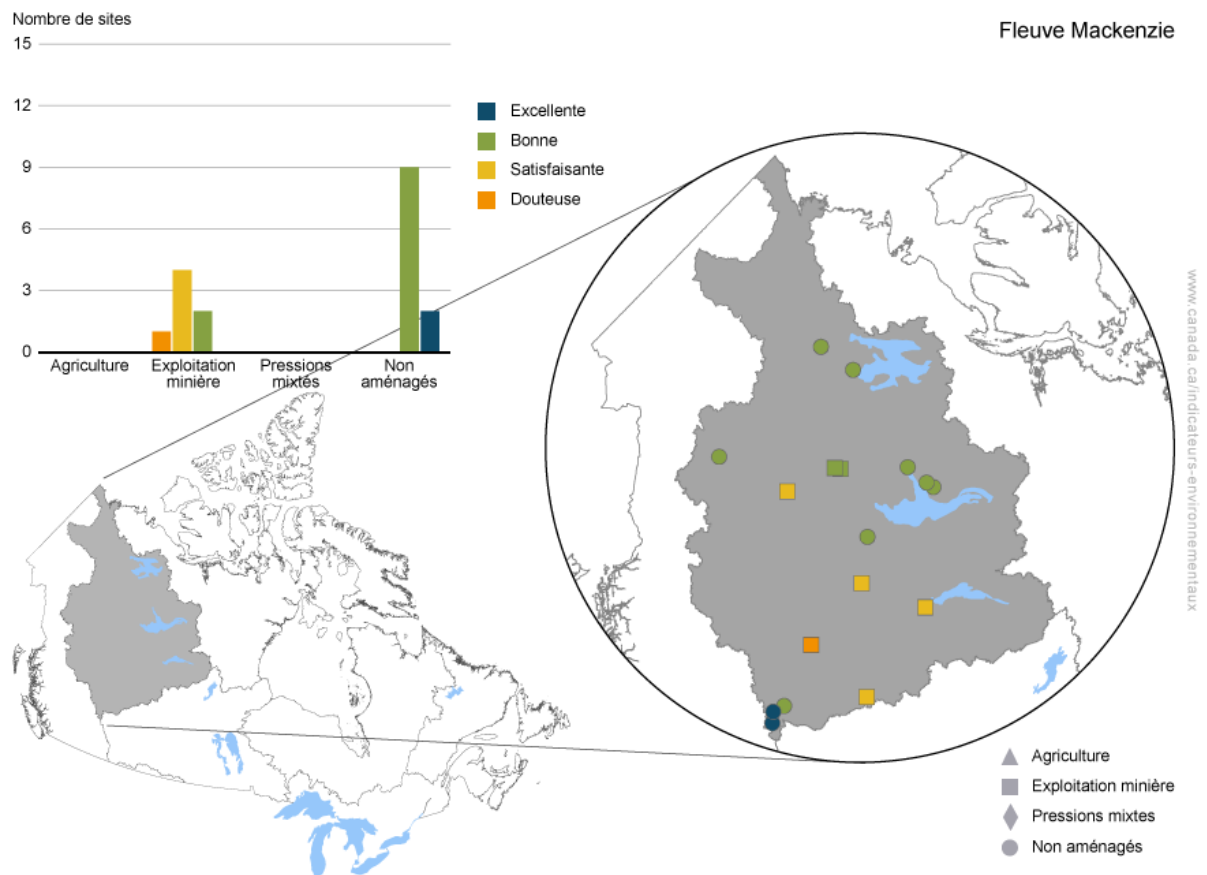 Nombre de sites
Fleuve Mackenzie
15
12
9
6
3
0
Agriculture
Exploitation
minière
Pressions
mixtés
Non
aménagés
Excellente
Bonne
Satisfaisante
Douteuse
www.canada.ca/indicateurs-environnementaux
Agriculture
Exploitation minière
Pressions mixtes
Non aménagés